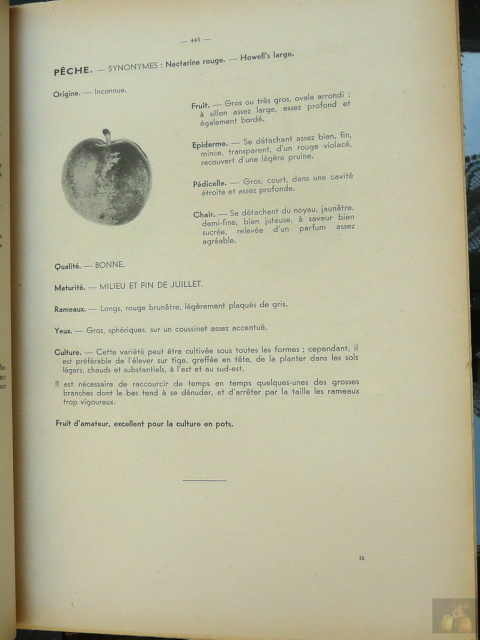 — 449 —
PÊCHE. — SYNONYMES : Nectarine rouge. — Howell's large.
Origine. — Inconnue.
Fruit. — Gros ou très gros, ovale arrondi ;
à sillon assez large, assez profond et
également bordé.
Epiderme. — Se détachant assez bien, fin,
mince, transparent, d'un rouge violacé,
recouvert d'une légère pruine.
Pédicelle. — Gros, court, dans une cavité
étroite et assez profonde.
Chair. — Se détachant du noyau, jaunâtre,
demi-fine, bien juteuse, à saveur bien
sucrée, relevée d'un parfum assez
agréable.
Qualité. — BONNE.
Maturité. — MILIEU ET FIN DE JUILLET.
Rameaux. — Longs, rouge brunâtre, légèrement plaqués de gris.
Yeux. — Gros, sphériques, sur un coussinet assez accentué.
Culture. — Cette variété peut être cultivée sous toutes les formes ; cependant, il
est préférable de l'élever sur tige, greffée en tête, de la planter dans les sols
légers, chauds et substantiels, à l'est et au sud-est.
Il est nécessaire de raccourcir de temps en temps quelques-unes des grosses
branches dont le bas tend à se dénuder, et d'arrêter par la taille les rameaux
trop vigoureux.
Fruit d'amateur, excellent pour la culture en pots.